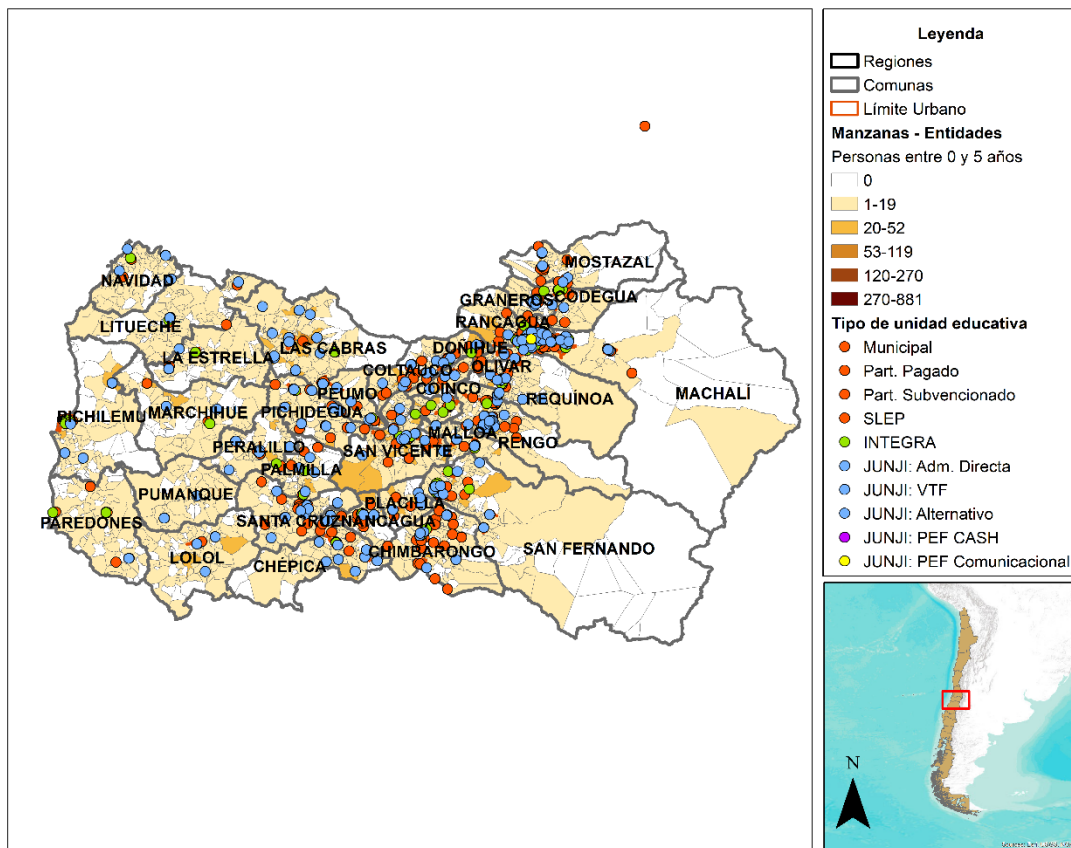 Leyenda
Regiones
Comunas
Límite Urbano
Manzanas - Entidades
Personas entre 0 y 5 años
0
1-19
20-52
53-119
120-270
270-881
Tipo de unidad educativa
Municipal
Part. Pagado
Part. Subvencionado
SLEP
INTEGRA
JUNJI: Adm. Directa
JUNJI: VTF
JUNJI: Alternativo
JUNJI: PEF CASH
JUNJI: PEF Comunicacional
MOSTAZAL
NAVIDAD
GRANEROS
CODEGUA
LITUECHE
RANCAGUA
LA ESTRELLA
LAS CABRAS
DOÑIHUE
COLTAUCO
OLIVAR
COINCO
PEUMO
MACHALÍ
REQUÍNOA
PICHILEMU
MARCHIHUE
PICHIDEGUA
MALLOA
RENGO
PERALILLO
SAN VICENTE
PALMILLA
PUMANQUE
PLACILLA
PAREDONES
SANTA CRUZ
NANCAGUA
LOLOL
CHÉPICA
CHIMBARONGO
SAN FERNANDO
N